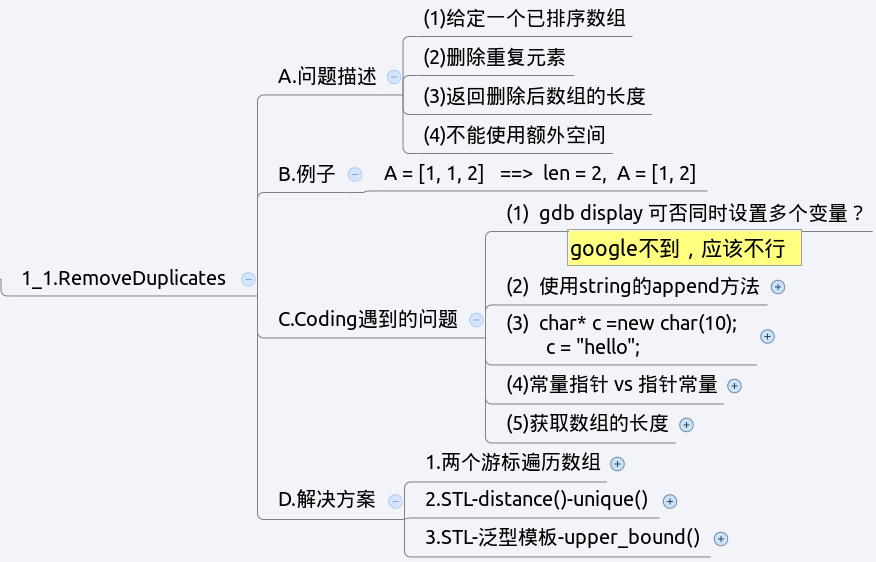 1_1.RemoveDuplicates
A.问题描述
(1)给定一个已排序数组
(2)删除重复元素
(3)返回删除后数组的长度
(4)不能使用额外空间
B.例子
A = [1, 1, 2]   ==>  len = 2,  A = [1, 2]
C.Coding遇到的问题
(1)  gdb display 可否同时设置多个变量？
google不到，应该不行
(2)  使用string的append方法
(3)  char* c =new char(10);
c = "hello";
(4)常量指针 vs 指针常量
(5)获取数组的长度
D.解决方案
1.两个游标遍历数组
2.STL-distance()-unique()
3.STL-泛型模板-upper_bound()